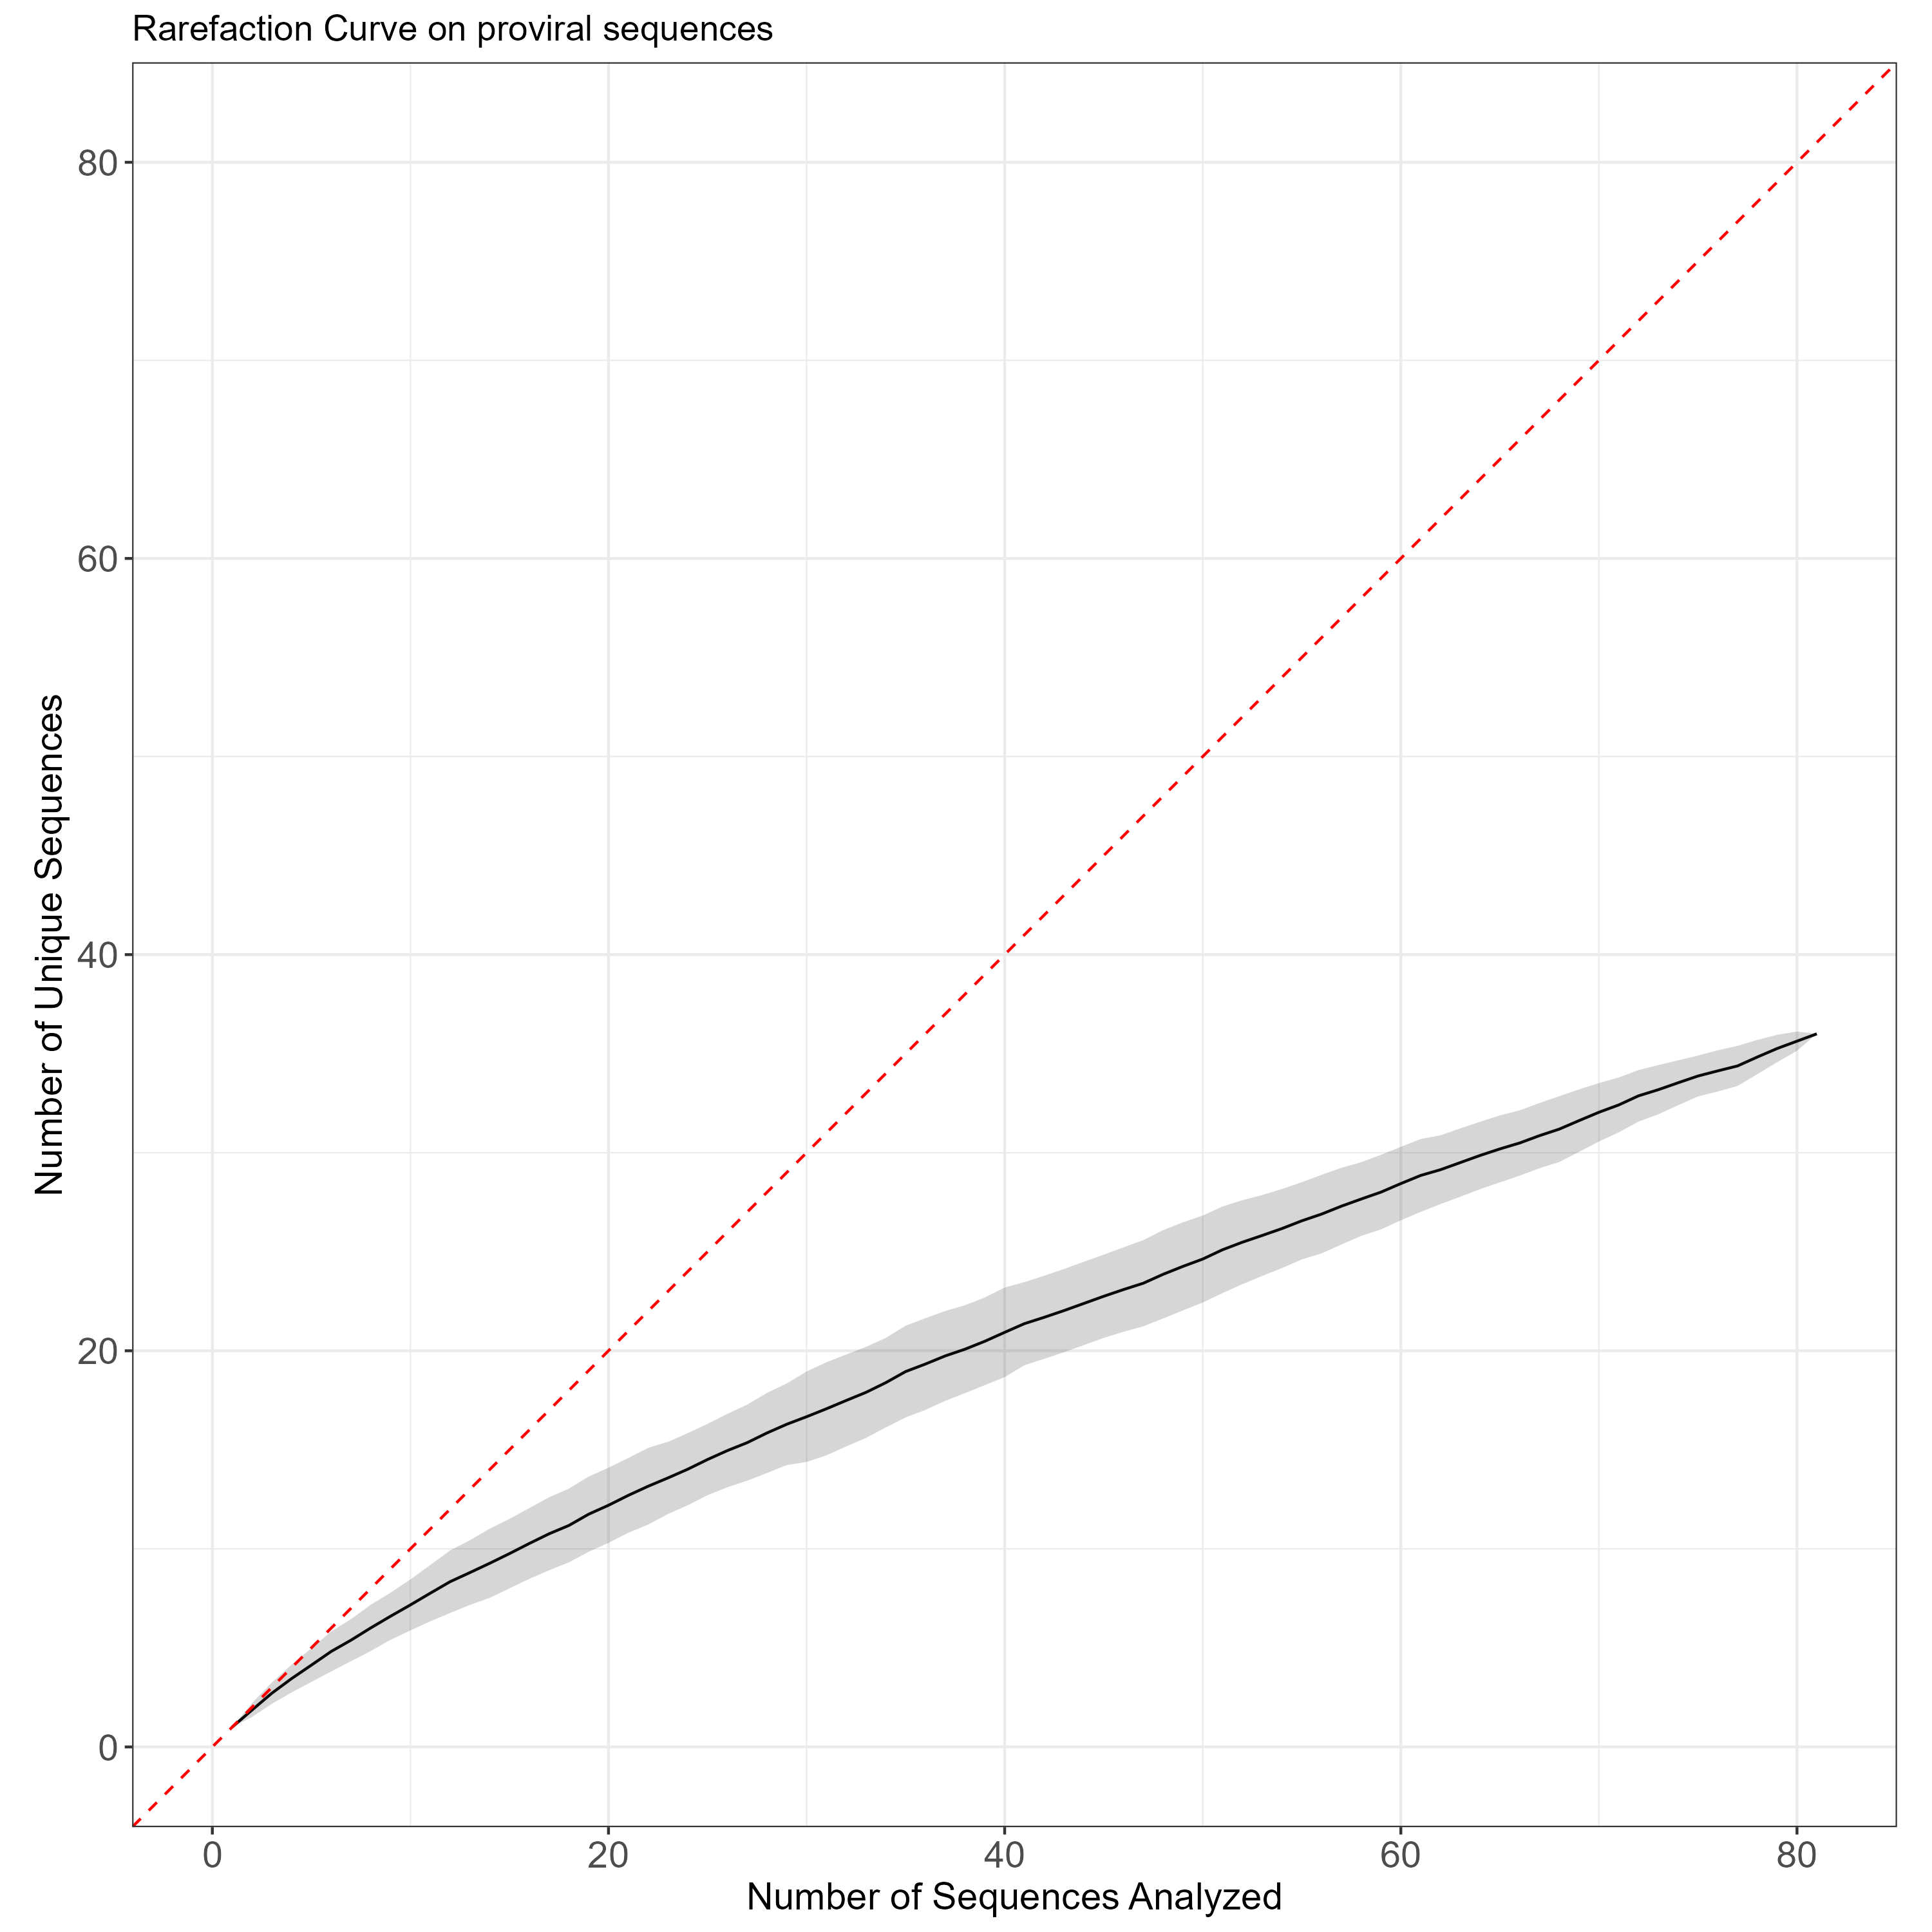 Rarefaction Curve on proviral sequences
80
60
40
20
0
Number of Unique Sequences
0 20 40 60 80
Number of Sequences Analyzed